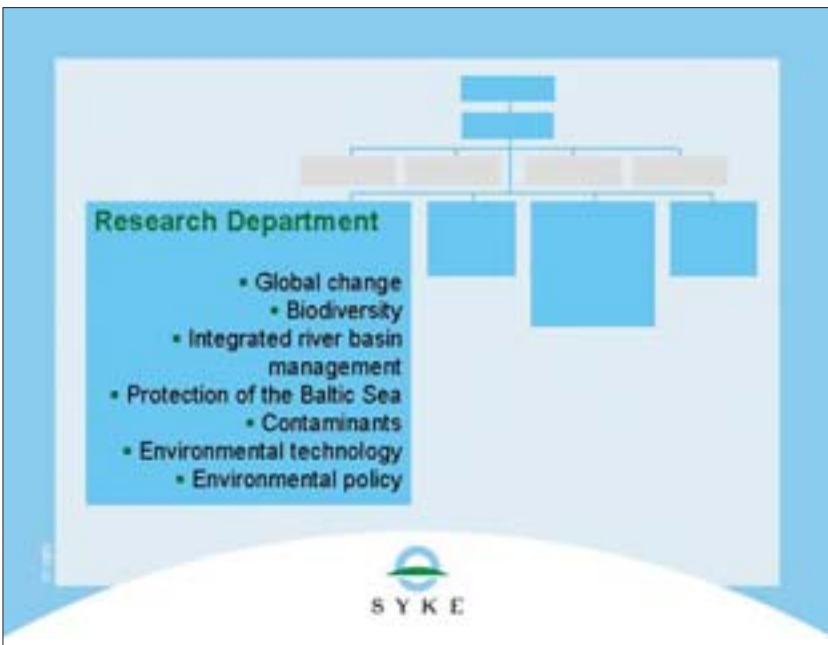 Research Department
▪ Global change
▪ Biodiversity
▪ Integrated river basin
management
▪ Protection of the Baltic Sea
▪ Contaminants
▪ Environmental technology
▪ Environmental policy
SYKE